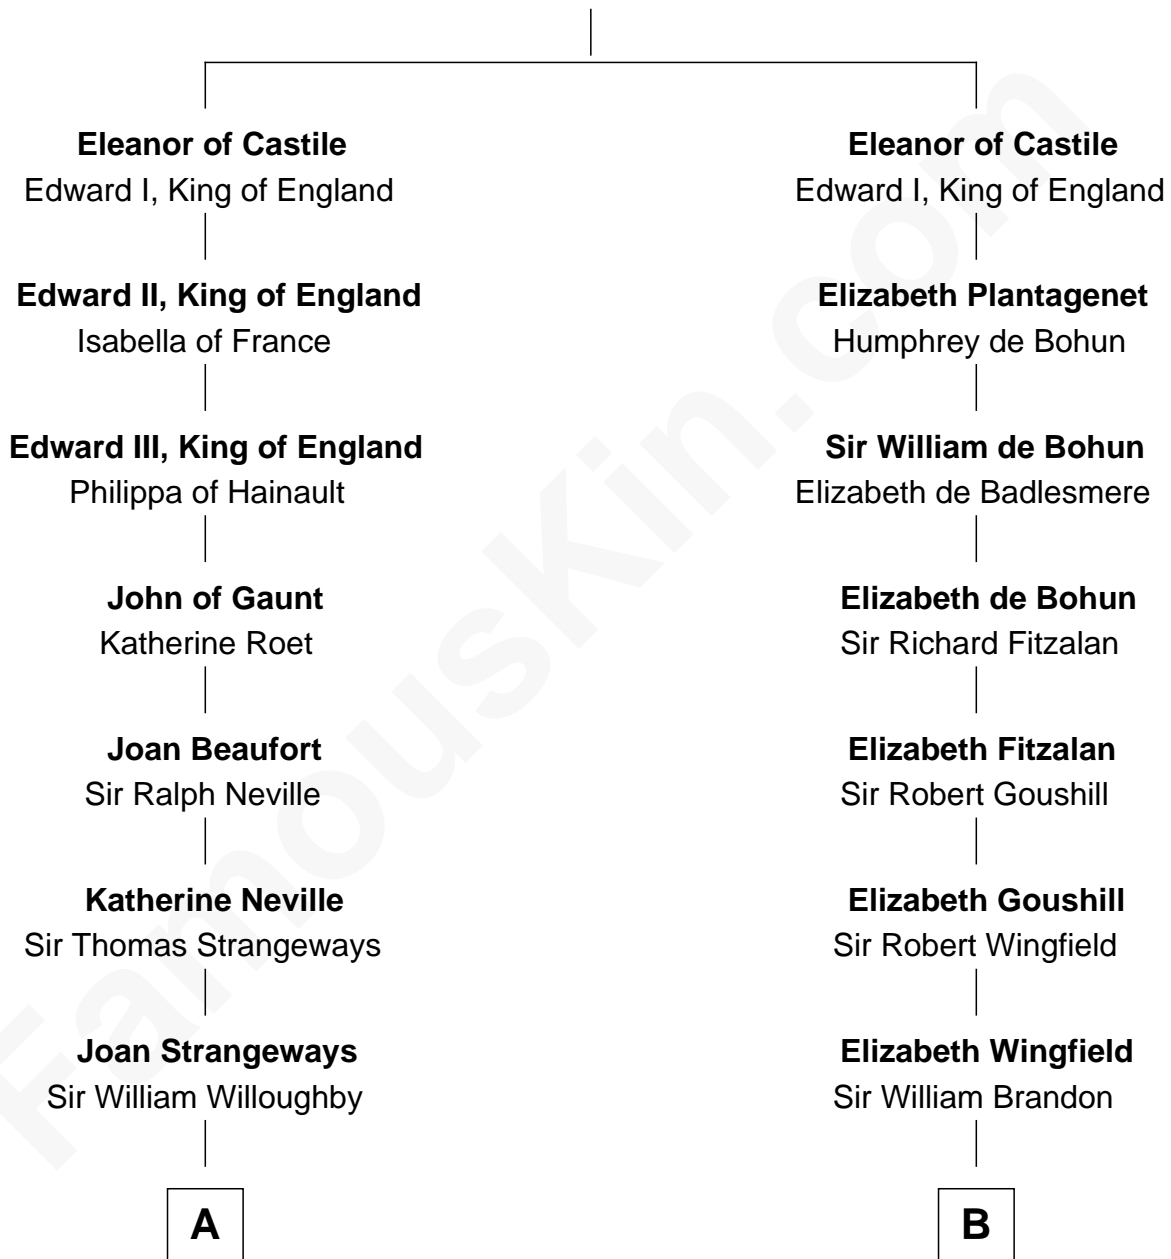 Eleanor of Castile
Edward I, King of England
Edward II, King of England
Isabella of France
Edward III, King of England
Philippa of Hainault
John of Gaunt
Katherine Roet
Joan Beaufort
Sir Ralph Neville
Katherine Neville
Sir Thomas Strangeways
Joan Strangeways
Sir William Willoughby
A
Eleanor of Castile
Edward I, King of England
Elizabeth Plantagenet
Humphrey de Bohun
Sir William de Bohun
Elizabeth de Badlesmere
Elizabeth de Bohun
Sir Richard Fitzalan
Elizabeth Fitzalan
Sir Robert Goushill
Elizabeth Goushill
Sir Robert Wingfield
Elizabeth Wingfield
Sir William Brandon
B
FamousKin.com